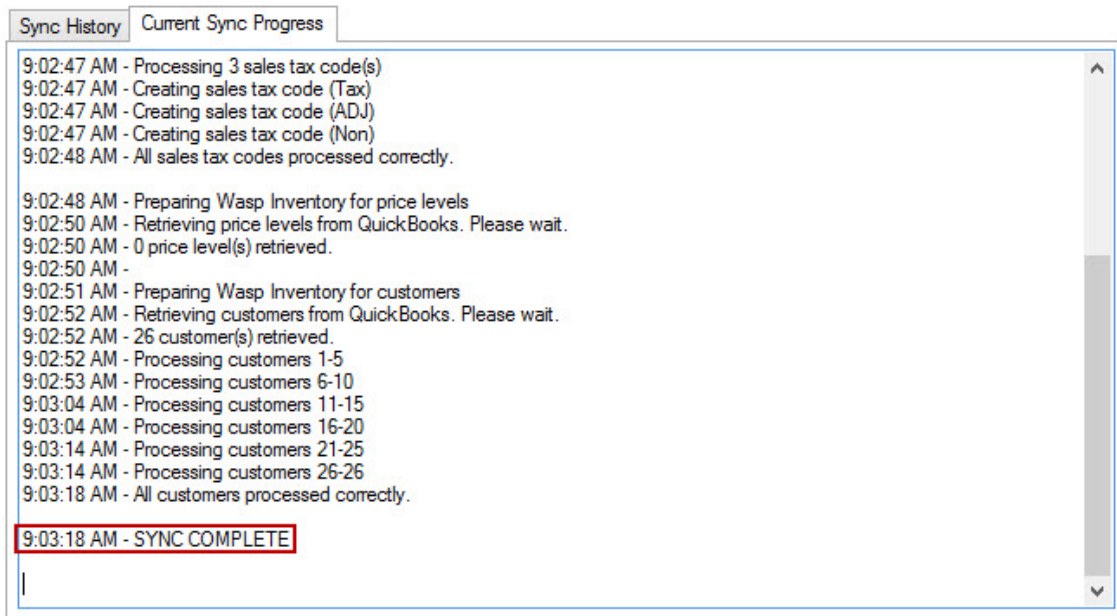 Sync History
Current Sync Progress
9:02:47 AM - Processing 3 sales tax code(s)
9:02:47 AM - Creating sales tax code (Tax)
9:02:47 AM - Creating sales tax code (ADJ)
9:02:47 AM - Creating sales tax code (Non)
9:02:48 AM - All sales tax codes processed correctly.
9:02:48 AM - Preparing Wasp Inventory for price levels
9:02:50 AM - Retrieving price levels from QuickBooks. Please wait.
9:02:50 AM - 0 price level(s) retrieved.
9:02:50 AM -
9:02:51 AM - Preparing Wasp Inventory for customers
9:02:52 AM - Retrieving customers from QuickBooks. Please wait.
9:02:52 AM - 26 customer(s) retrieved.
9:02:52 AM - Processing customers 1-5
9:02:53 AM - Processing customers 6-10
9:03:04 AM - Processing customers 11-15
9:03:04 AM - Processing customers 16-20
9:03:14 AM - Processing customers 21-25
9:03:14 AM - Processing customers 26-26
9:03:18 AM - All customers processed correctly.
9:03:18 AM - SYNC COMPLETE